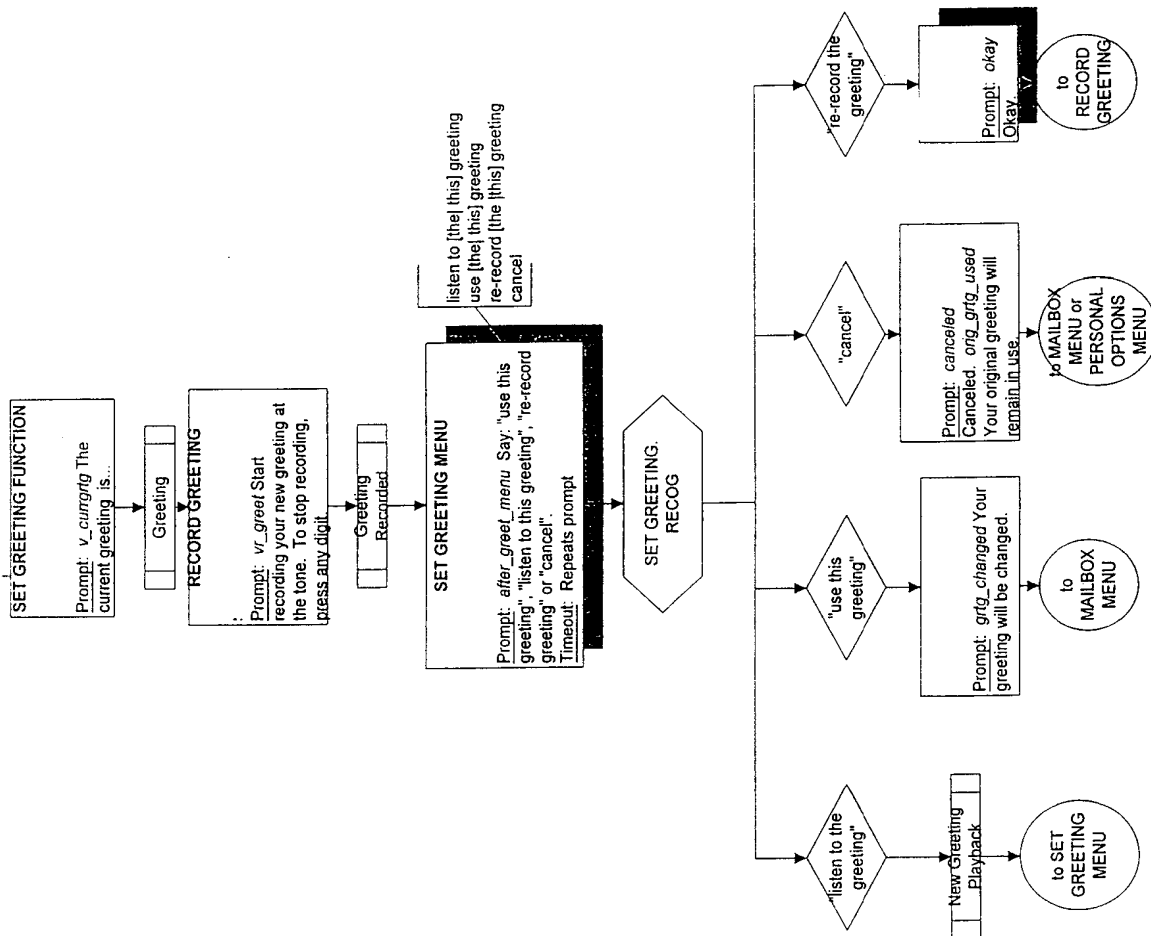 SET GREETING FUNCTION
Prompt: v_currgrtg The
current greeting is...
Greeting
RECORD GREETING
:
Prompt: vr_greet Start
recording your new greeting at
the tone. To stop recording,
press any digit
Greeting
Recorded
SET GREETING MENU
Prompt: after_greet_menu Say: "use this
greeting", "listen to this greeting", "re-record
greeting" or "cancel".
Timeout: Repeats prompt
listen to [the| this] greeting
use [the| this] greeting
re-record [the |this] greeting
cancel
SET GREETING.
RECOG
"listen to the
greeting"
New Greeting
Playback
to SET
GREETING
MENU
"use this
greeting"
Prompt: grtg_changed Your
greeting will be changed.
to
MAILBOX
MENU
"cancel"
Prompt: canceled
Canceled. orig_grtg_used
Your original greeting will
remain in use.
to MAILBOX
MENU or
PERSONAL
OPTIONS
MENU
"re-record the
greeting"
Prompt: okay
Okay.
to
RECORD
GREETING